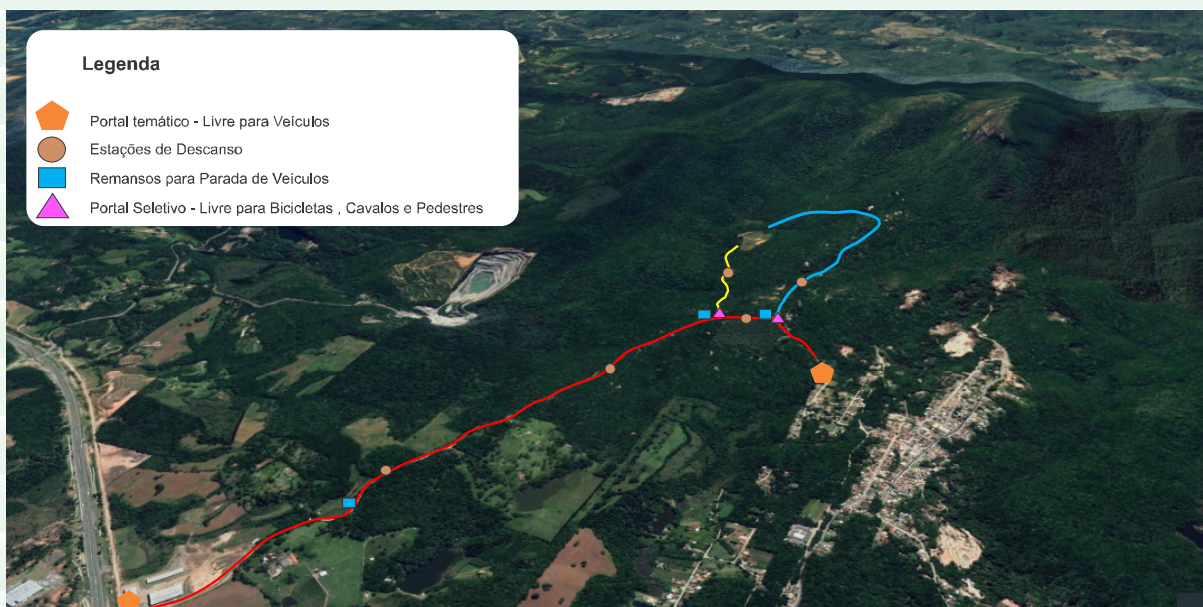 Legenda
Portal temático - Livre para Veículos
Estações de Descanso
Remansos para Parada de Veículos
Portal Seletivo - Livre para Bicicletas , Cavalos e Pedestres